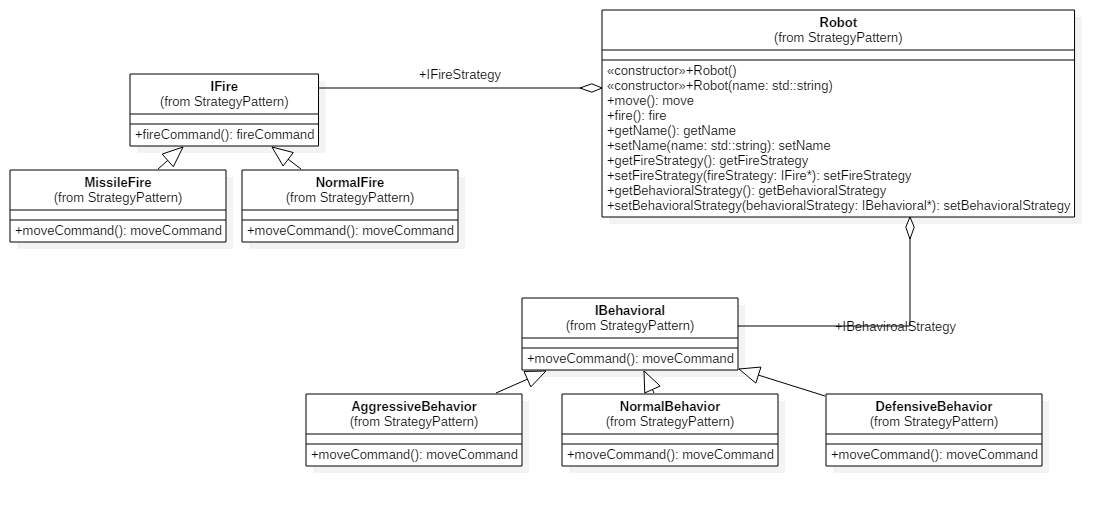 Robot
(from StrategyPattern)
«constructor»+Robot()
«constructor»+Robot(name: std::string)
+move(): move
+fire(): fire
+getName(): getName
+setName(name: std::string): setName
+getFireStrategy(): getFireStrategy
+setFireStrategy(fireStrategy: IFire*): setFireStrategy
+getBehavioralStrategy(): getBehavioralStrategy
+setBehavioralStrategy(behavioralStrategy: IBehavioral*): setBehavioralStrategy
+IFireStrategy
IFire
(from StrategyPattern)
+fireCommand(): fireCommand
MissileFire
(from StrategyPattern)
+moveCommand(): moveCommand
NormalFire
(from StrategyPattern)
+moveCommand(): moveCommand
IBehavioral
(from StrategyPattern)
+moveCommand(): moveCommand
+IBehaviroalStrategy
AggressiveBehavior
(from StrategyPattern)
+moveCommand(): moveCommand
NormalBehavior
(from StrategyPattern)
+moveCommand(): moveCommand
DefensiveBehavior
(from StrategyPattern)
+moveCommand(): moveCommand